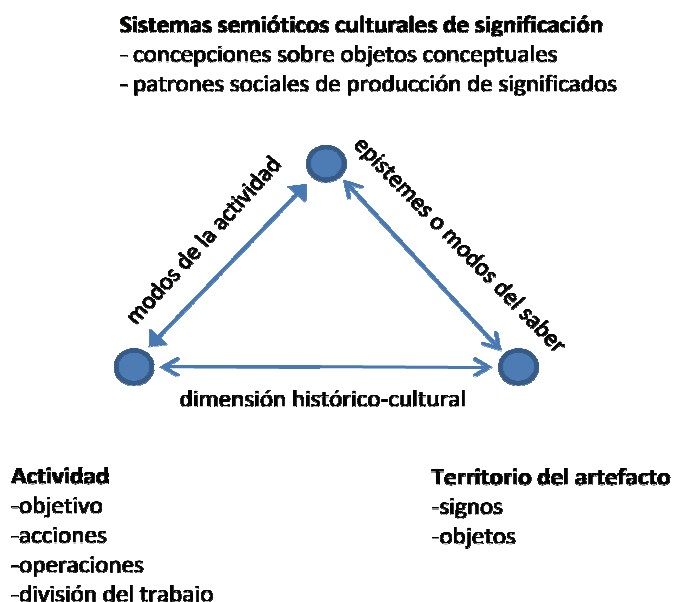 Sistemas semióticos culturales de significación
- concepciones sobre objetos conceptuales
- patrones sociales de producción de significados
modos de la actividad
epistemes o modos del saber
dimensión histórico-cultural
Actividad
-objetivo
-acciones
-operaciones
-división del trabajo
Territorio del artefacto
-signos
-objetos